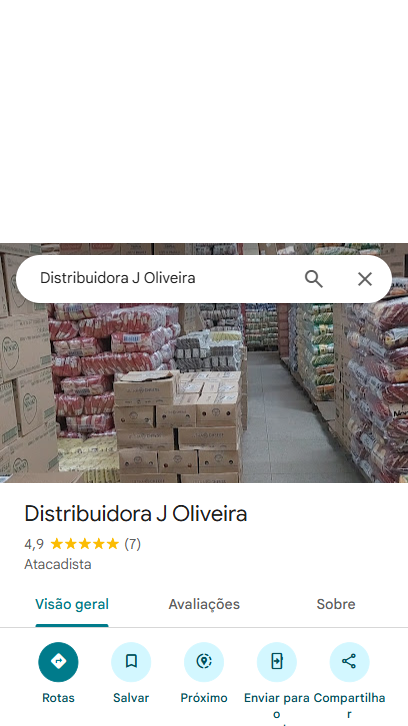 Distribuidora J Oliveira
Distribuidora J Oliveira
4,9 ★★★★★ (7)
Atacadista
Visão geral Avaliações Sobre
Rotas Salvar Próximo Enviar para o Compartilhar